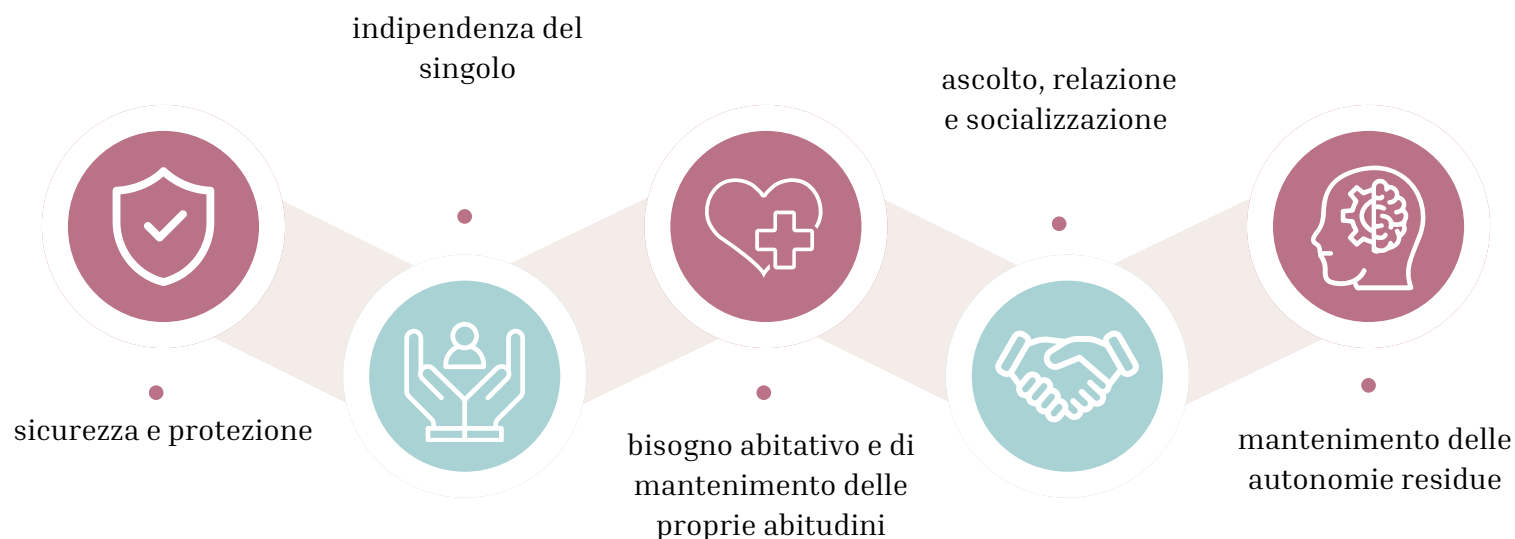 sicurezza e protezione
indipendenza del
singolo
bisogno abitativo e di
mantenimento delle
proprie abitudini
ascolto, relazione
e socializzazione
mantenimento delle
autonomie residue